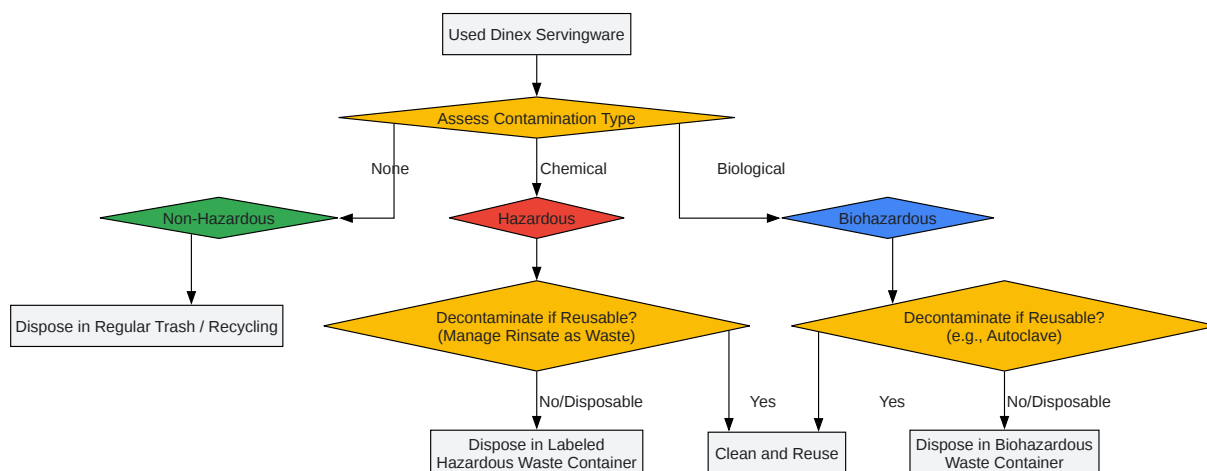 Used Dinex Servingware
Assess Contamination Type
None
Chemical
Biological
Non-Hazardous
Hazardous
Biohazardous
Dispose in Regular Trash / Recycling
Decontaminate if Reusable?
(Manage Rinsate as Waste)
Decontaminate if Reusable?
(e.g., Autoclave)
No/Disposable
Yes
Yes
No/Disposable
Dispose in Labeled
Hazardous Waste Container
Clean and Reuse
Dispose in Biohazardous
Waste Container